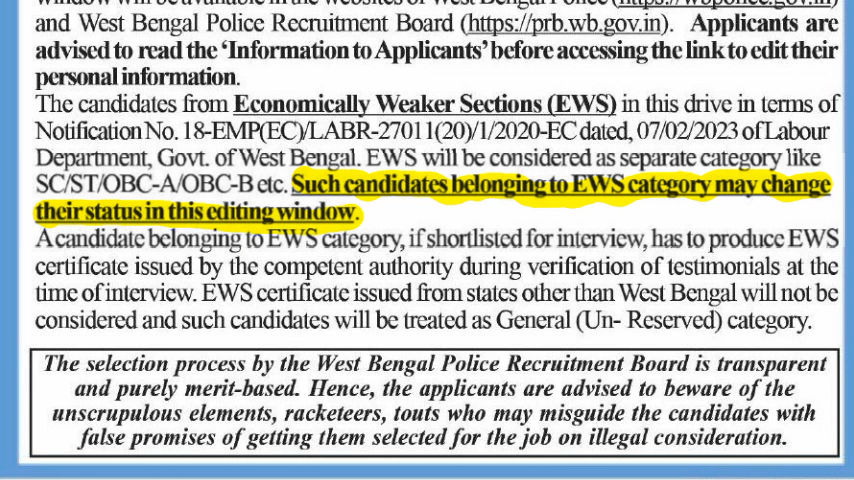 and West Bengal Police Recruitment Board (https://prb.wb.gov.in). Applicants are
advised to read the 'Information to Applicants' before accessing the link to edit their
personal information.
The candidates from Economically Weaker Sections (EWS) in this drive in terms of
Notification No. 18-EMP(EC)/LABR-27011(20)/1/2020-EC dated, 07/02/2023 of Labour
Department, Govt. of West Bengal. EWS will be considered as separate category like
SC/ST/OBC-A/OBC-B etc. Such candidates belonging to EWS category may change
their status in this editing window.
A candidate belonging to EWS category, if shortlisted for interview, has to produce EWS
certificate issued by the competent authority during verification of testimonials at the
time of interview. EWS certificate issued from states other than West Bengal will not be
considered and such candidates will be treated as General (Un- Reserved) category.
The selection process by the West Bengal Police Recruitment Board is transparent
and purely merit-based. Hence, the applicants are advised to beware of the
unscrupulous elements, racketeers, touts who may misguide the candidates with
false promises of getting them selected for the job on illegal consideration.